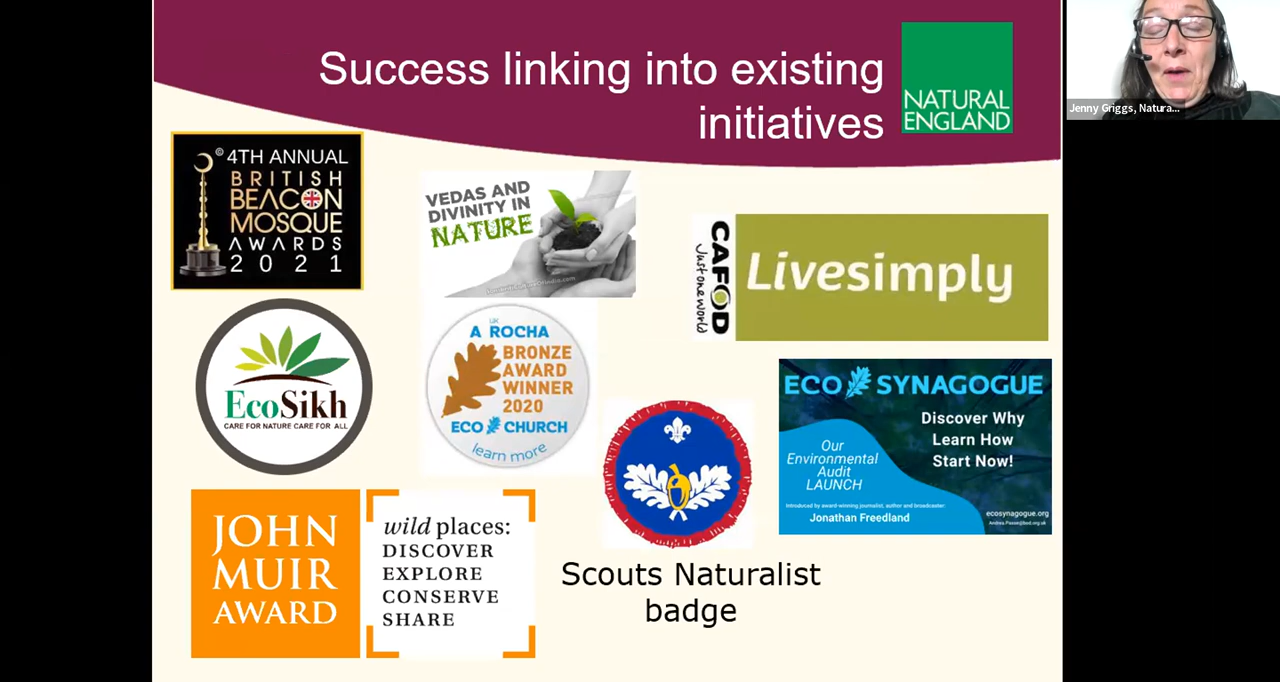 Success linking into existing
initiatives
NATURAL
ENGLAND
Jenny Griggs, Natura...
©4TH ANNUAL
BRITISH
BEACON
MOSQUE
AWARDS
2021
VEDAS AND
DIVINITY IN
NATURE
CAFOD
Just one world
Livesimply
EcoSikh
CARE FOR NATURE CARE FOR ALL
UK
A ROCHA
BRONZE
AWARD
WINNER
2020
ECO CHURCH
learn more
ECO SYNAGOGUE
Discover Why
Learn How
Start Now!
Our
Environmental
Audit
LAUNCH
Introduced by award-winning journalist, author and broadcaster:
Jonathan Freedland
ecosynagogue.org
JOHN
MUIR
AWARD
wild places:
DISCOVER
EXPLORE
CONSERVE
SHARE
Scouts Naturalist
badge